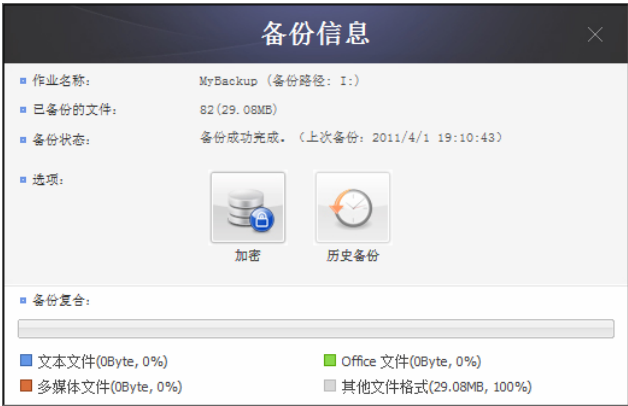 备份信息
作业名称: MyBackup (备份路径: I:)
已备份的文件: 82(29.08MB)
备份状态: 备份成功完成。(上次备份: 2011/4/1 19:10:43)
选项:
加密 历史备份
备份复合:
文本文件(0Byte, 0%) Office 文件(0Byte, 0%)
多媒体文件(0Byte, 0%) 其他文件格式(29.08MB, 100%)